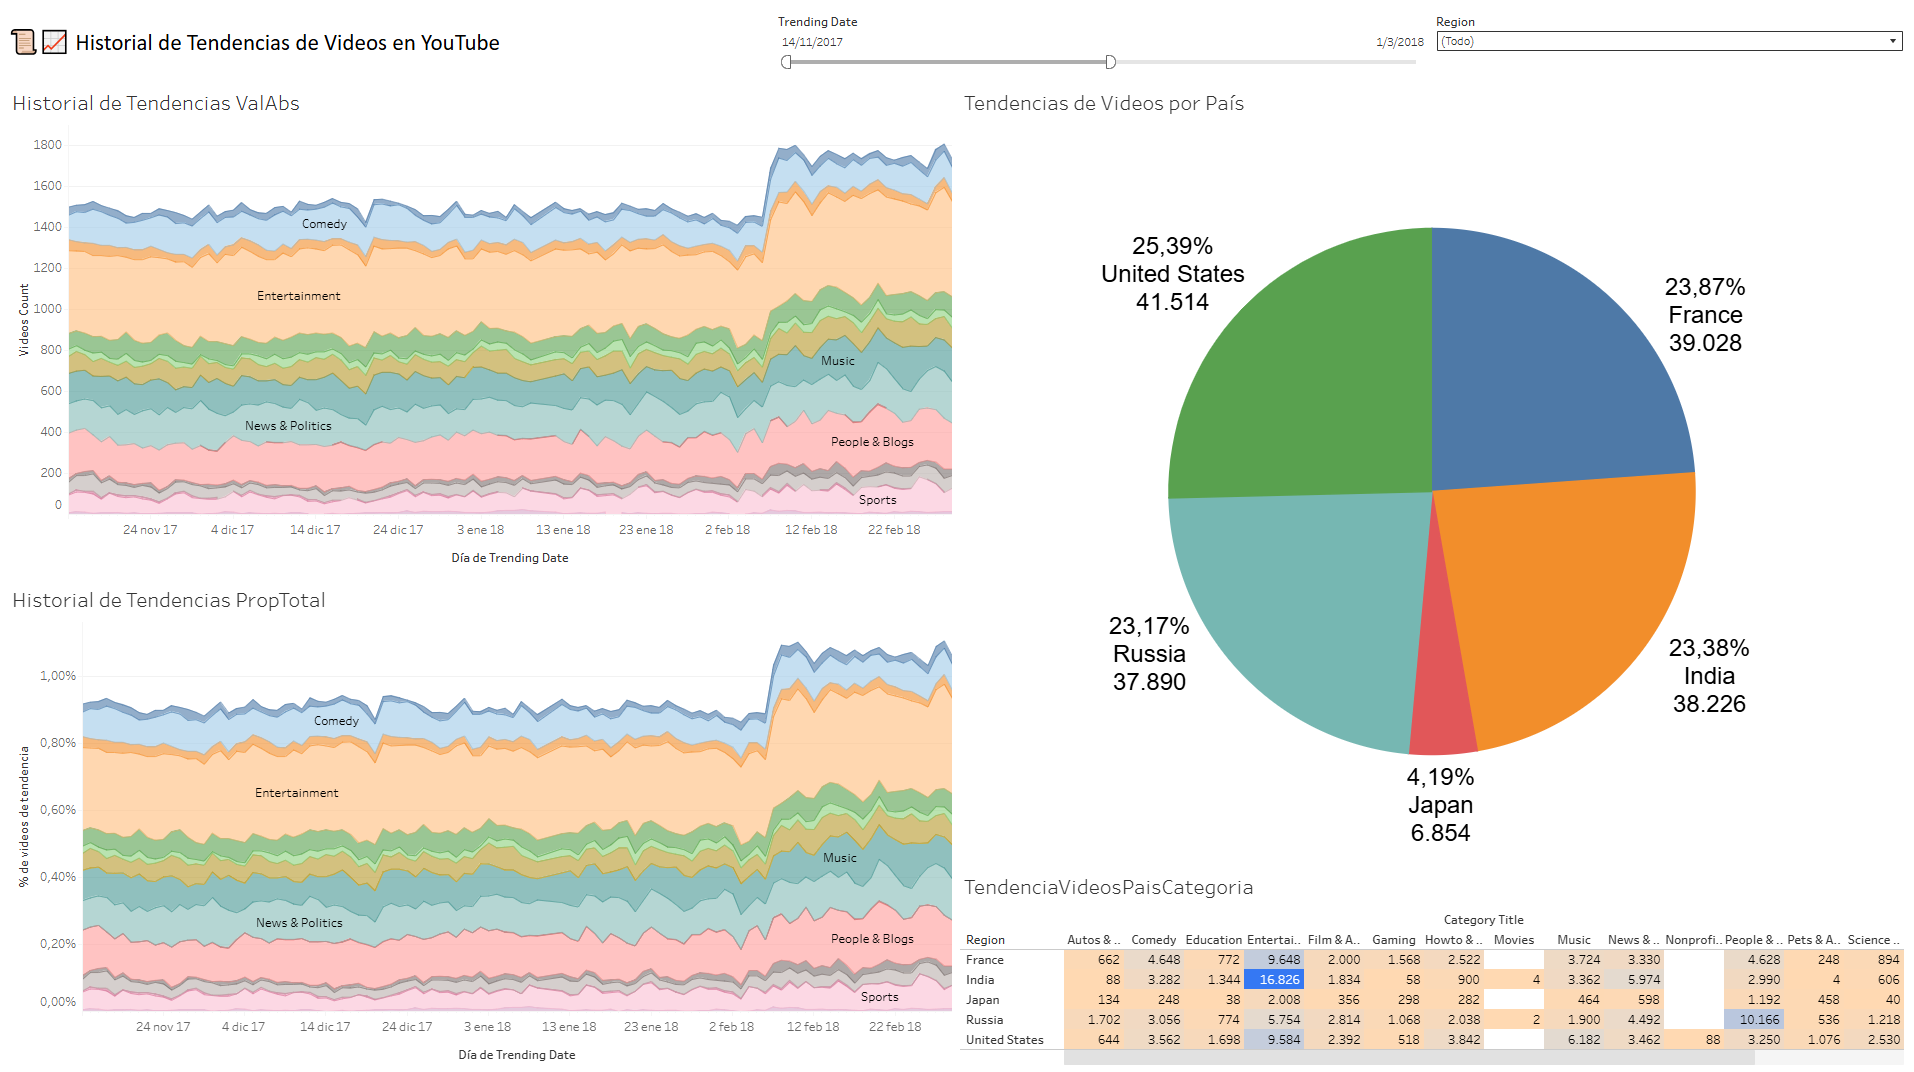 Historial de Tendencias de Videos en YouTube
Trending Date
14/11/2017 1/3/2018
Region
(Todo)
Historial de Tendencias ValAbs
Videos Count
1800
1600
1400
1200
1000
800
600
400
200
0
Comedy
Entertainment
Music
News & Politics
People & Blogs
Sports
24 nov 17 4 dic 17 14 dic 17 24 dic 17 3 ene 18 13 ene 18 23 ene 18 2 feb 18 12 feb 18 22 feb 18
Día de Trending Date
Historial de Tendencias PropTotal
% de videos de tendencia
1,00%
0,80%
0,60%
0,40%
0,20%
0,00%
Comedy
Entertainment
Music
News & Politics
People & Blogs
Sports
24 nov 17 4 dic 17 14 dic 17 24 dic 17 3 ene 18 13 ene 18 23 ene 18 2 feb 18 12 feb 18 22 feb 18
Día de Trending Date
Tendencias de Videos por País
25,39%
United States
41.514
23,87%
France
39.028
23,17%
Russia
37.890
23,38%
India
38.226
4,19%
Japan
6.854
TendenciaVideosPaisCategoria
Category Title
Region Autos & .. Comedy Education Entertai.. Film & A.. Gaming Howto & .. Movies Music News & .. Nonprofi.. People & .. Pets & A.. Science ..
France 662 4.648 772 9.648 2.000 1.568 2.522 3.724 3.330 4.628 248 894
India 88 3.282 1.344 16.826 1.834 58 900 4 3.362 5.974 2.990 4 606
Japan 134 248 38 2.008 356 298 282 464 598 1.192 458 40
Russia 1.702 3.056 774 5.754 2.814 1.068 2.038 2 1.900 4.492 10.166 536 1.218
United States 644 3.562 1.698 9.584 2.392 518 3.842 6.182 3.462 88 3.250 1.076 2.530